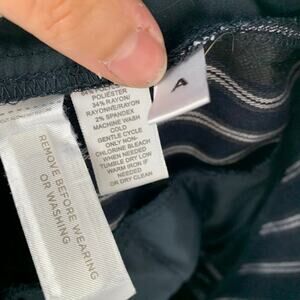 POLIESTER
34% RAYON/
RAYONNE/RAYON
2% SPANDEX
MACHINE WASH
COLD
GENTLE CYCLE
ONLY NON-
CHLORINE BLEACH
WHEN NEEDED
TUMBLE DRY LOW
WARM IRON IF
NEEDED
OR DRY CLEAN
A
REMOVE BEFORE WEARING
OR WASHING